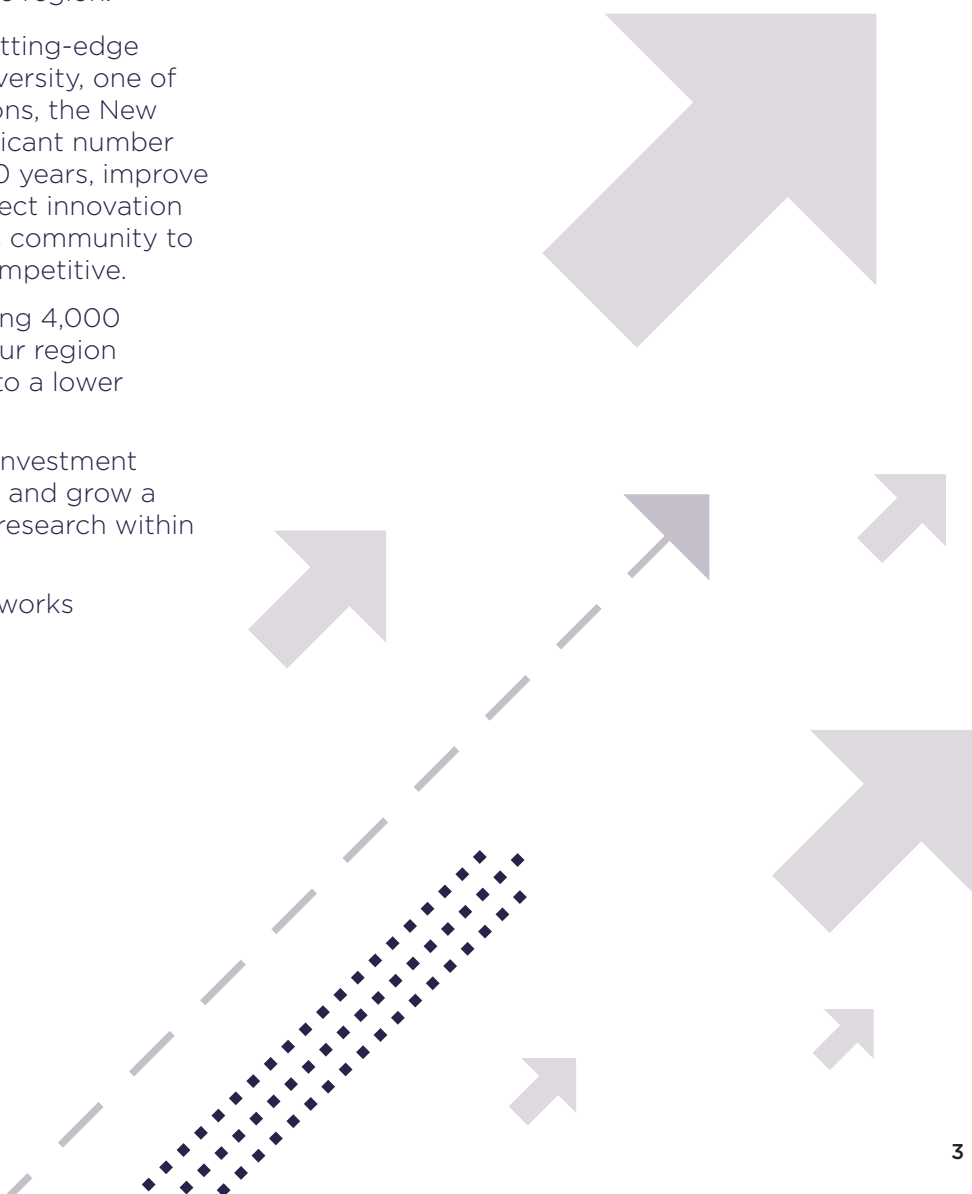 region.
tting-edge
versity, one of
ons, the New
icant number
0 years, improve
ect innovation
community to
mpetitive.
ng 4,000
ur region
to a lower
nvestment
and grow a
research within
works
3